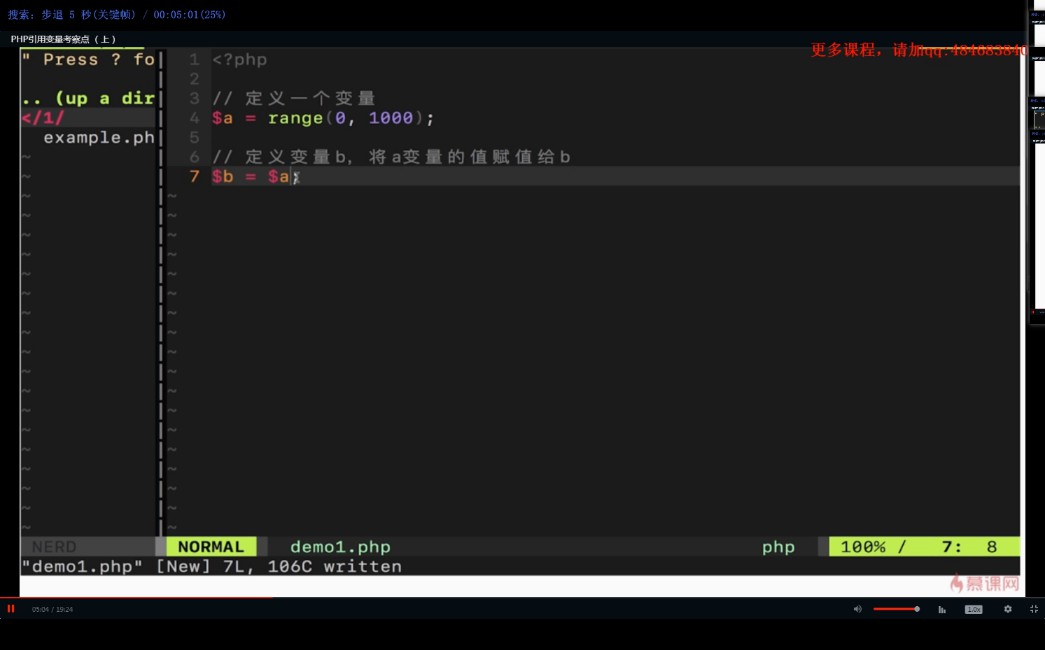 搜索: 步退 5 秒(关键帧) / 00:05:01(25%)
PHP引用变量考察点（上）
更多课程，请加qq:484683840
" Press ? fo
.. (up a dir
</1/
example.ph
1 <?php
2
3 // 定义一个变量
4 $a = range(0, 1000);
5
6 // 定义变量b, 将a变量的值赋值给b
7 $b = $a;
NERD
NORMAL demo1.php php 100% / 7: 8
"demo1.php" [New] 7L, 106C written
慕课网
05:04 / 19:24
1.0x